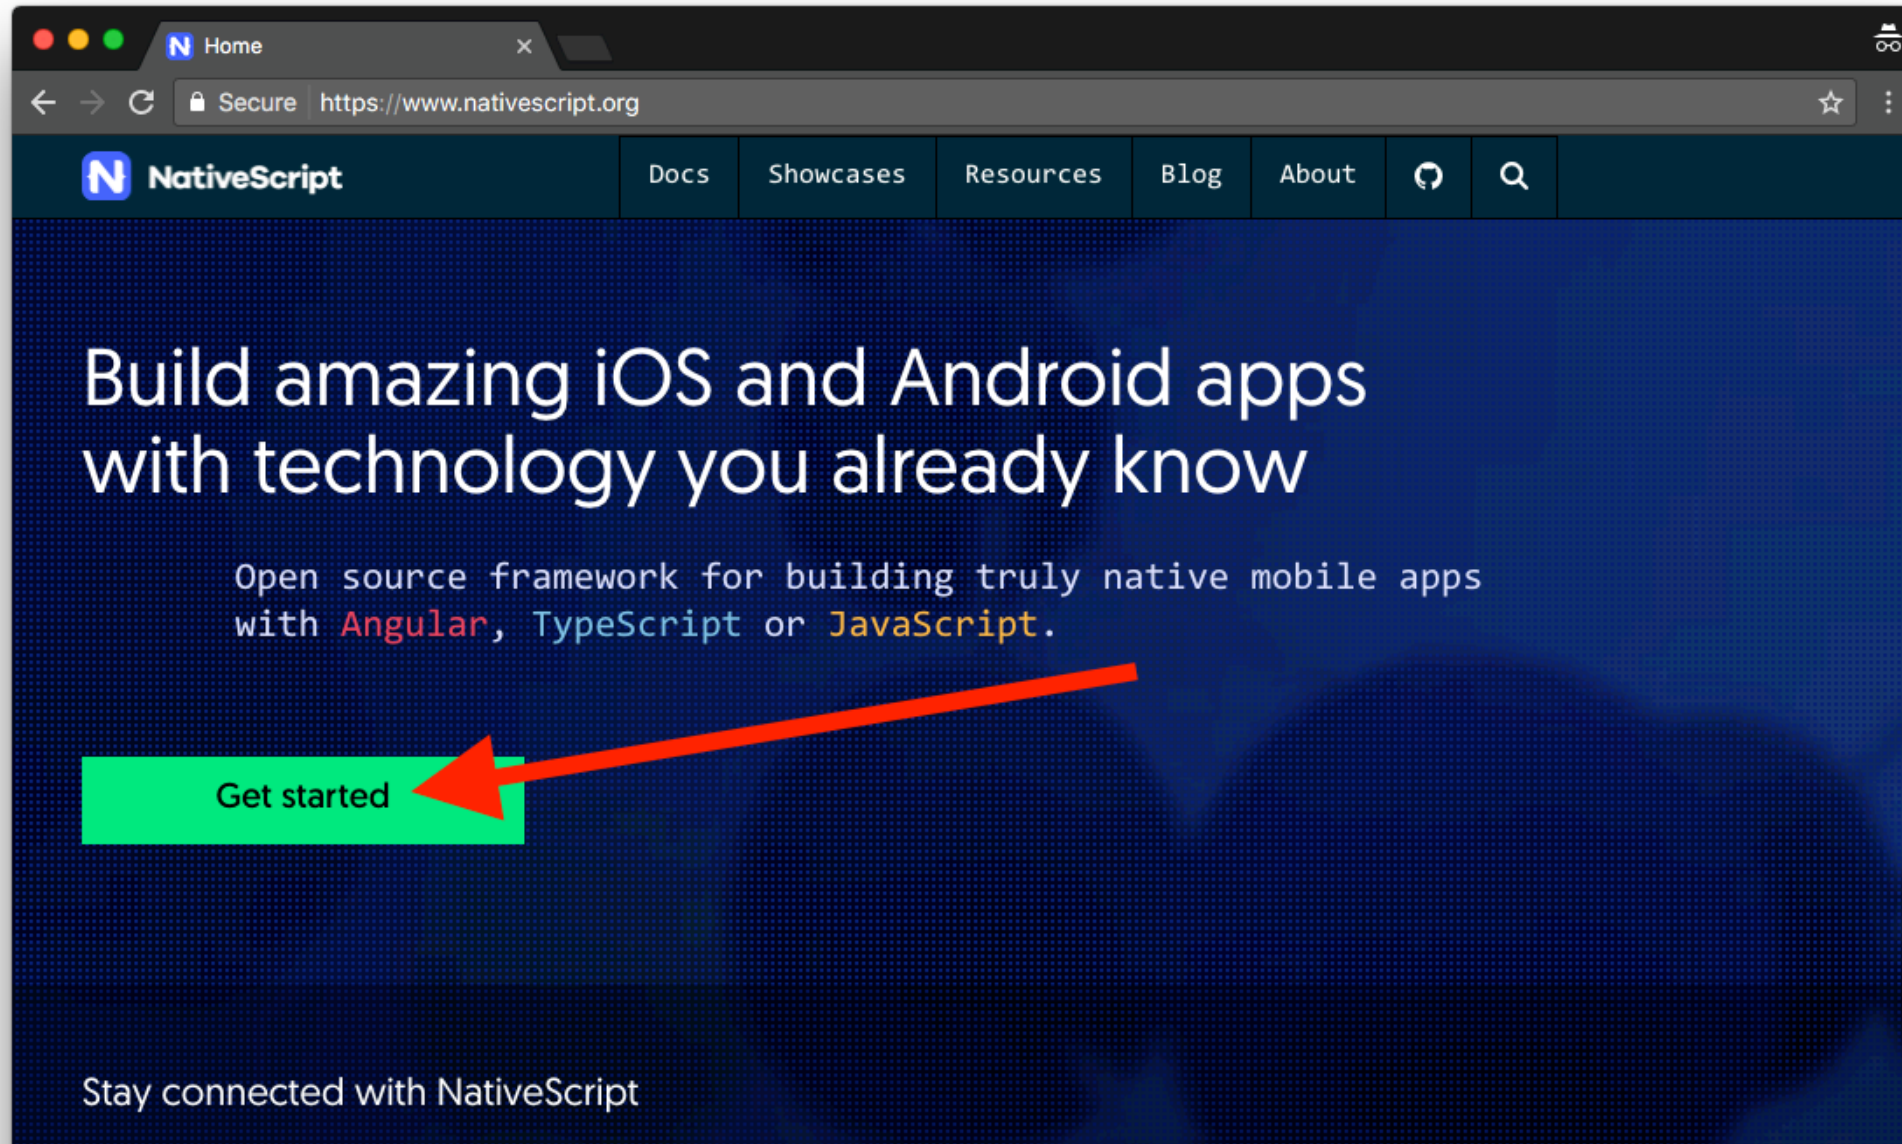 Home
Secure https://www.nativescript.org
NativeScript Docs Showcases Resources Blog About
Build amazing iOS and Android apps
with technology you already know
Open source framework for building truly native mobile apps
with Angular, TypeScript or JavaScript.
Get started
Stay connected with NativeScript